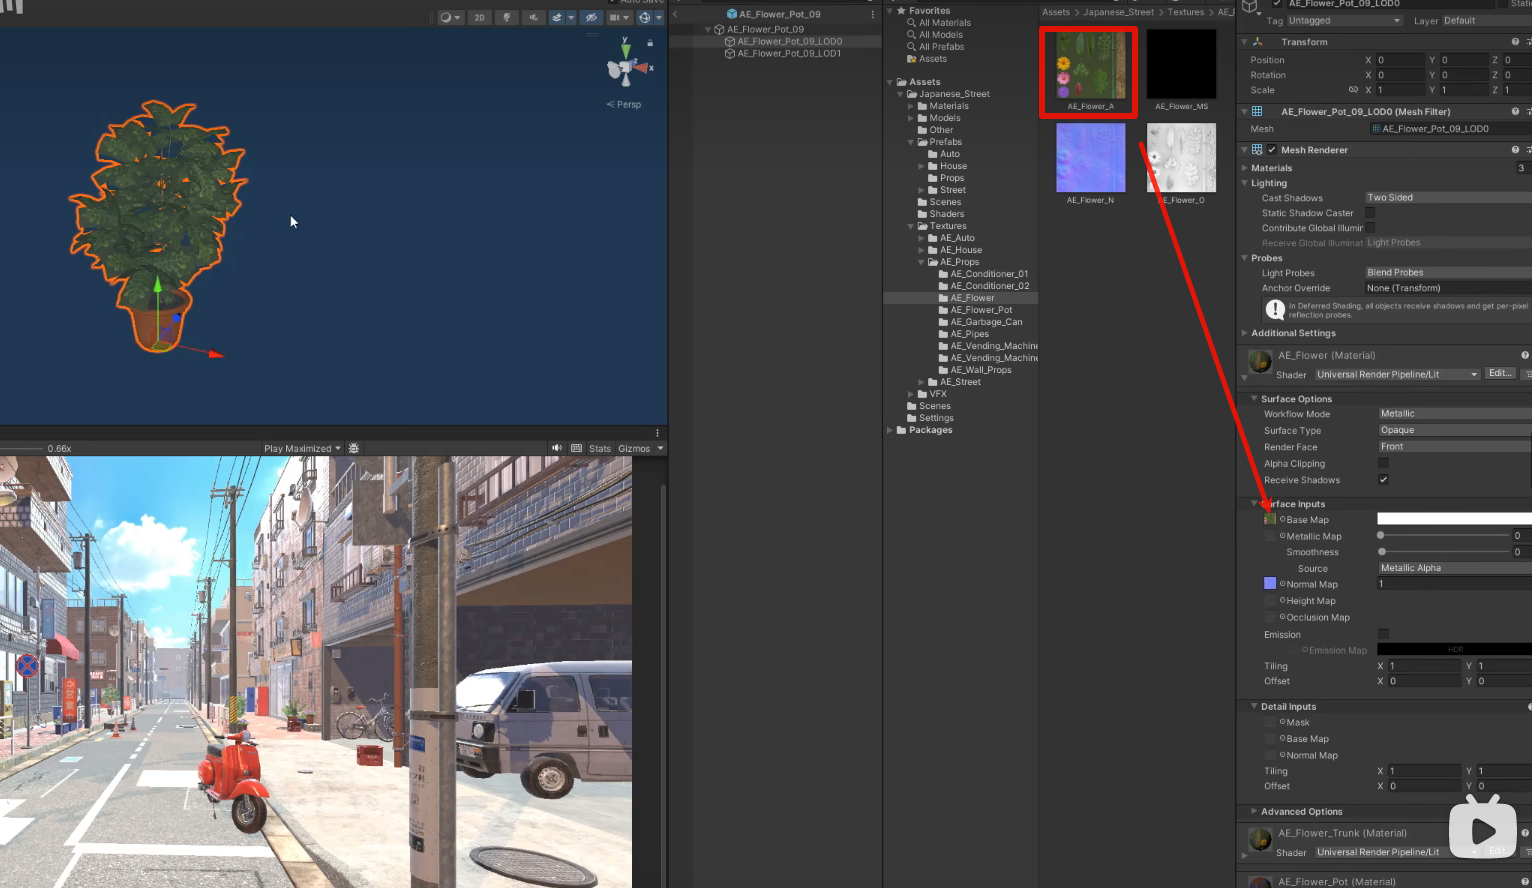 Auto Save
2D
Persp
y
x
0.66x
Play Maximized
Stats
Gizmos
AE_Flower_Pot_09
AE_Flower_Pot_09
AE_Flower_Pot_09_LOD0
AE_Flower_Pot_09_LOD1
Favorites
All Materials
All Models
All Prefabs
Assets
Assets
Japanese_Street
Materials
Models
Other
Prefabs
Auto
House
Props
Street
Scenes
Shaders
Textures
AE_Auto
AE_House
AE_Props
AE_Conditioner_01
AE_Conditioner_02
AE_Flower
AE_Flower_Pot
AE_Garbage_Can
AE_Pipes
AE_Vending_Machine
AE_Vending_Machine
AE_Wall_Props
AE_Street
VFX
Scenes
Settings
Packages
Assets > Japanese_Street > Textures > AE_F
AE_Flower_A
AE_Flower_MS
AE_Flower_N
AE_Flower_O
AE_Flower_Pot_09_LOD0
Stati
Tag Untagged Layer Default
Transform
Position X 0 Y 0 Z 0
Rotation X 0 Y 0 Z 0
Scale X 1 Y 1 Z 1
AE_Flower_Pot_09_LOD0 (Mesh Filter)
Mesh AE_Flower_Pot_09_LOD0
Mesh Renderer
Materials 3
Lighting
Cast Shadows Two Sided
Static Shadow Caster
Contribute Global Illumir
Receive Global Illuminat Light Probes
Probes
Light Probes Blend Probes
Anchor Override None (Transform)
In Deferred Shading, all objects receive shadows and get per-pixel
reflection probes.
Additional Settings
AE_Flower (Material)
Shader Universal Render Pipeline/Lit Edit...
Surface Options
Workflow Mode Metallic
Surface Type Opaque
Render Face Front
Alpha Clipping
Receive Shadows
Surface Inputs
Base Map
Metallic Map 0
Smoothness 0
Source Metallic Alpha
Normal Map 1
Height Map
Occlusion Map
Emission
Emission Map HDR
Tiling X 1 Y 1
Offset X 0 Y 0
Detail Inputs
Mask
Base Map
Normal Map
Tiling X 1 Y 1
Offset X 0 Y 0
Advanced Options
AE_Flower_Trunk (Material)
Shader Universal Render Pipeline/Lit Edit...
AE_Flower_Pot (Material)